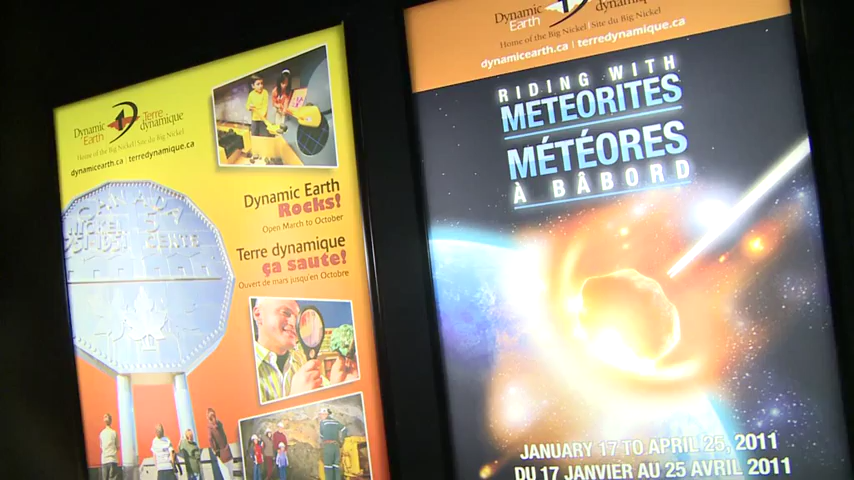 Dynamic Earth
Terre dynamique
Home of the Big Nickel | Site du Big Nickel
dynamicearth.ca | terredynamique.ca
CANADA
5
1951
CENTS
Dynamic Earth
Rocks!
Open March to October
Terre dynamique
ça saute!
Ouvert de mars jusqu'en Octobre
Dynamic Earth
dynamique
Home of the Big Nickel | Site du Big Nickel
dynamicearth.ca | terredynamique.ca
RIDING WITH
METEORITES
MÉTÉORES
À BÂBORD
JANUARY 17 TO APRIL 25, 2011
DU 17 JANVIER AU 25 AVRIL 2011